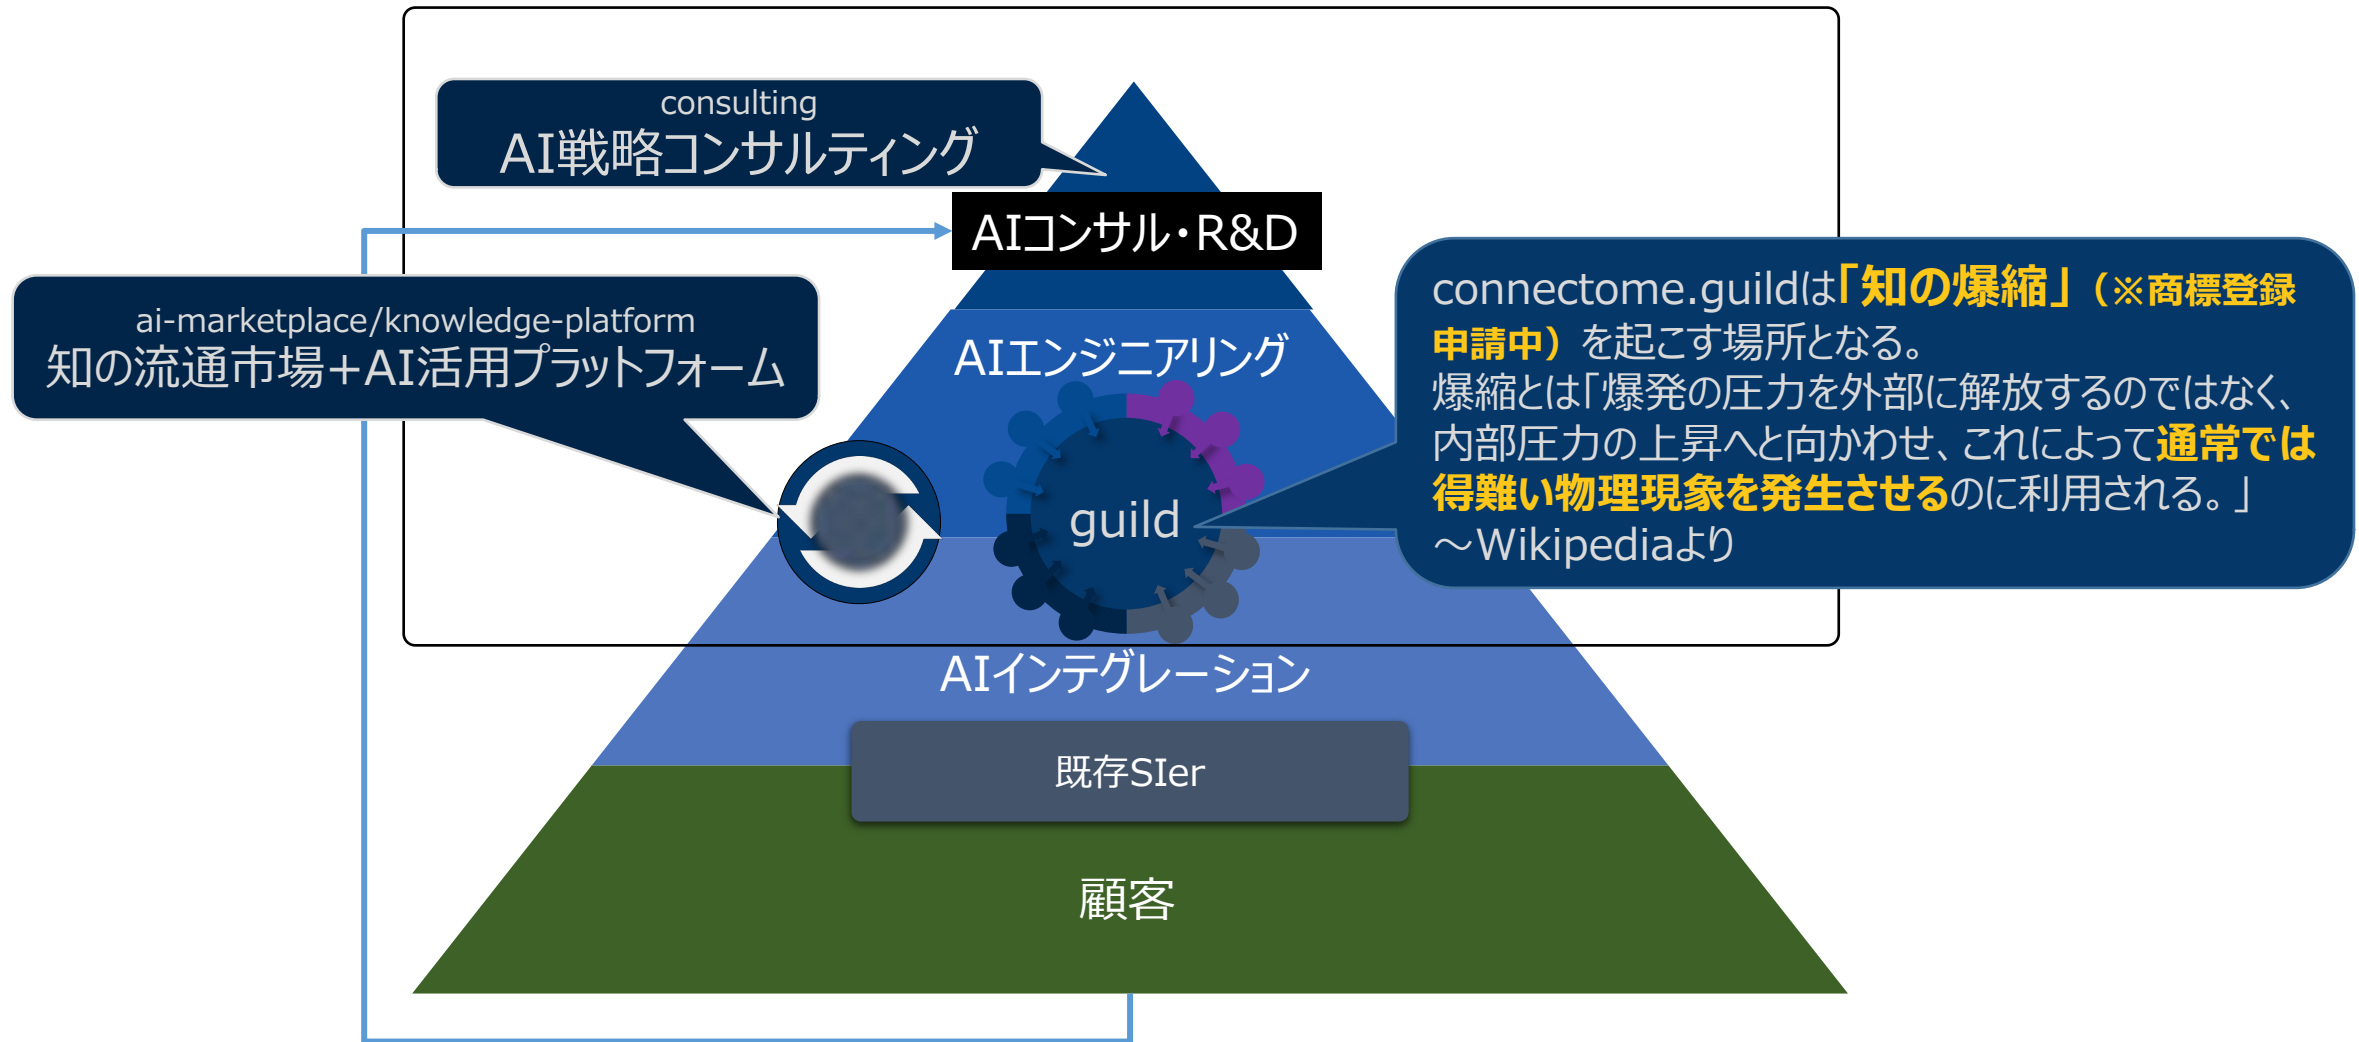 consulting
AI戦略コンサルティング
AIコンサル・R&D
ai-marketplace/knowledge-platform
知の流通市場+AI活用プラットフォーム
AIエンジニアリング
guild
connectome.guildは「知の爆縮」(※商標登録
申請中)を起こす場所となる。
爆縮とは「爆発の圧力を外部に解放するのではなく、
内部圧力の上昇へと向かわせ、これによって通常では
得難い物理現象を発生させるのに利用される。」
～Wikipediaより
AIインテグレーション
既存SIer
顧客